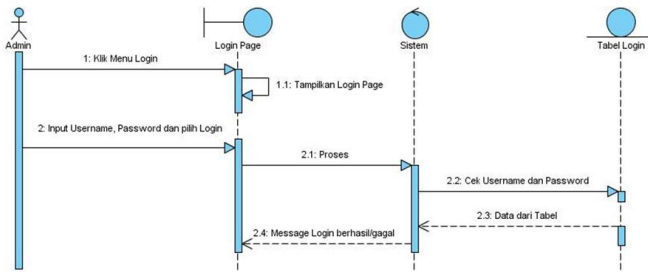 Admin
Login Page
Sistem
Tabel Login
1: Klik Menu Login
1.1: Tampilkan Login Page
2: Input Username, Password dan pilih Login
2.1: Proses
2.2: Cek Username dan Password
2.3: Data dari Tabel
2.4: Message Login berhasil/gagal